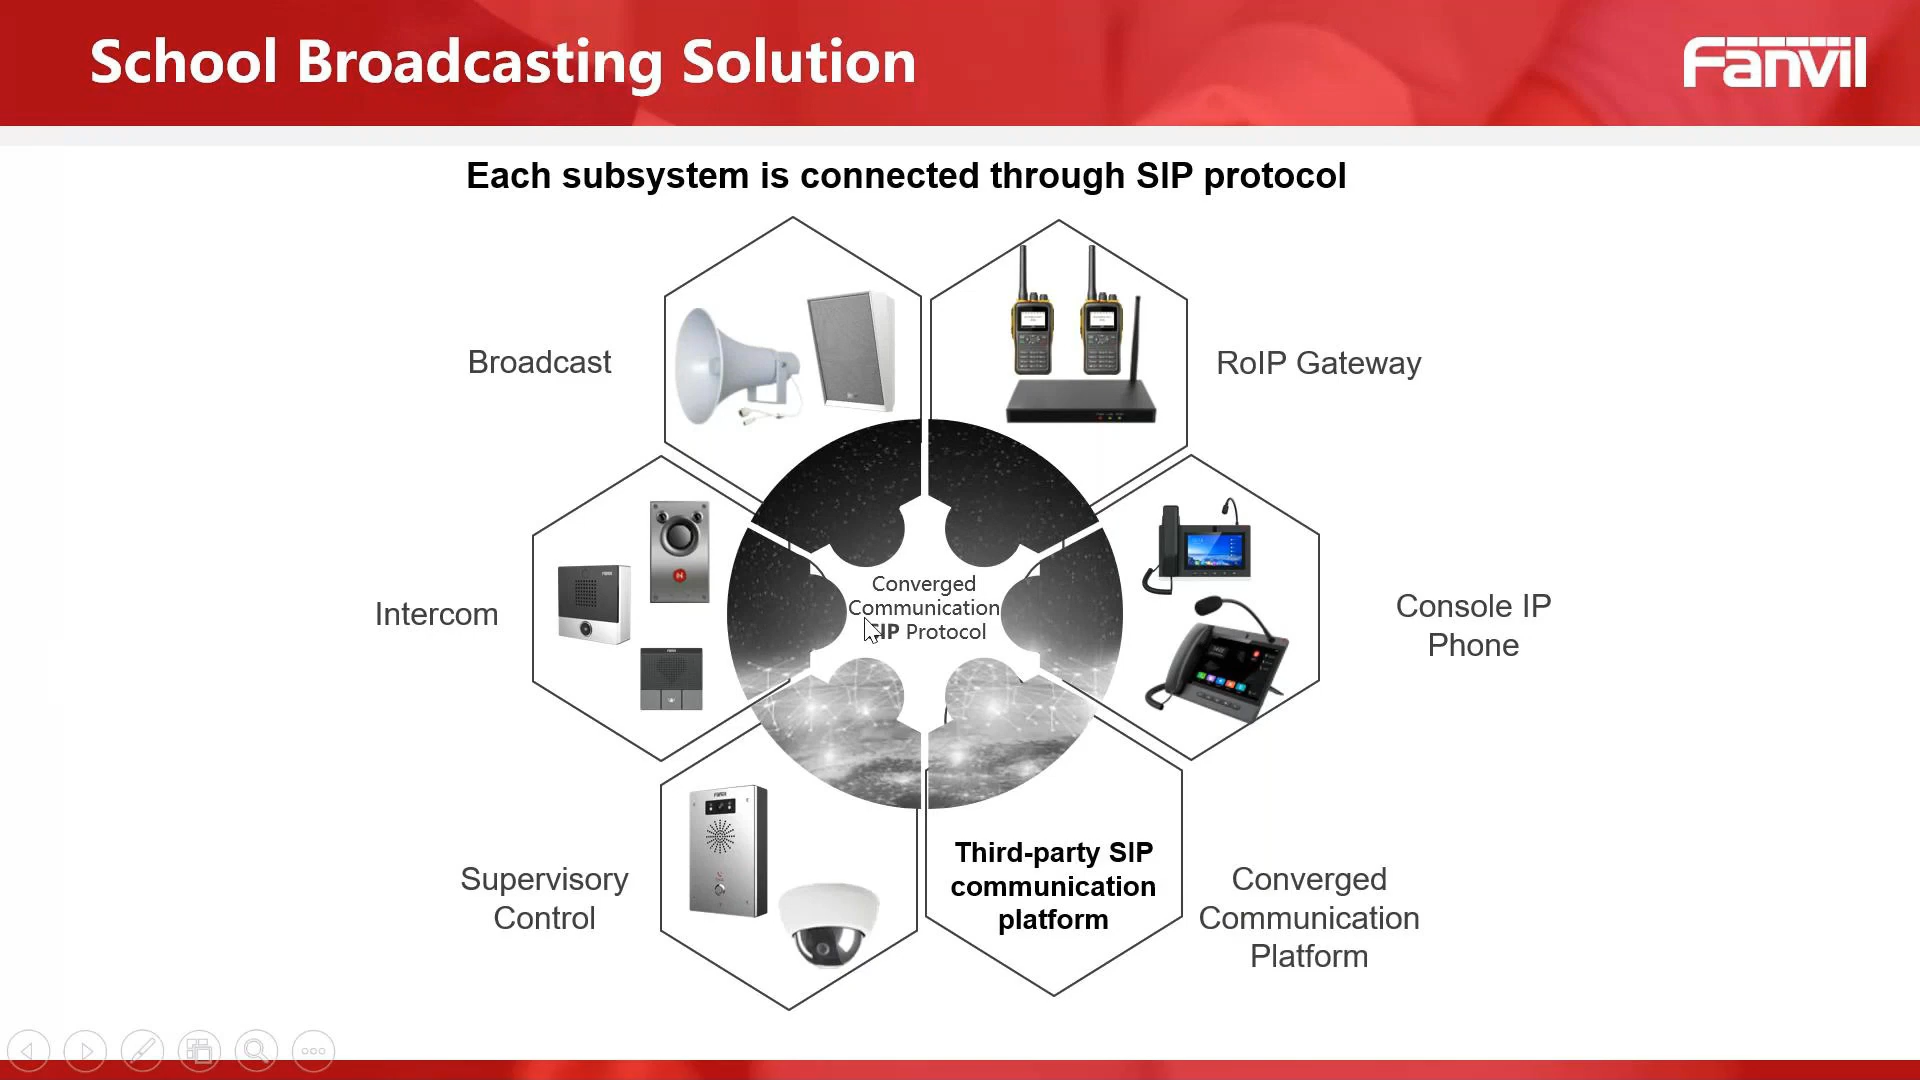 School Broadcasting Solution
Fanvil
Each subsystem is connected through SIP protocol
Broadcast
RoIP Gateway
Intercom
Converged
Communication
SIP Protocol
Console IP
Phone
Supervisory
Control
Third-party SIP
communication
platform
Converged
Communication
Platform